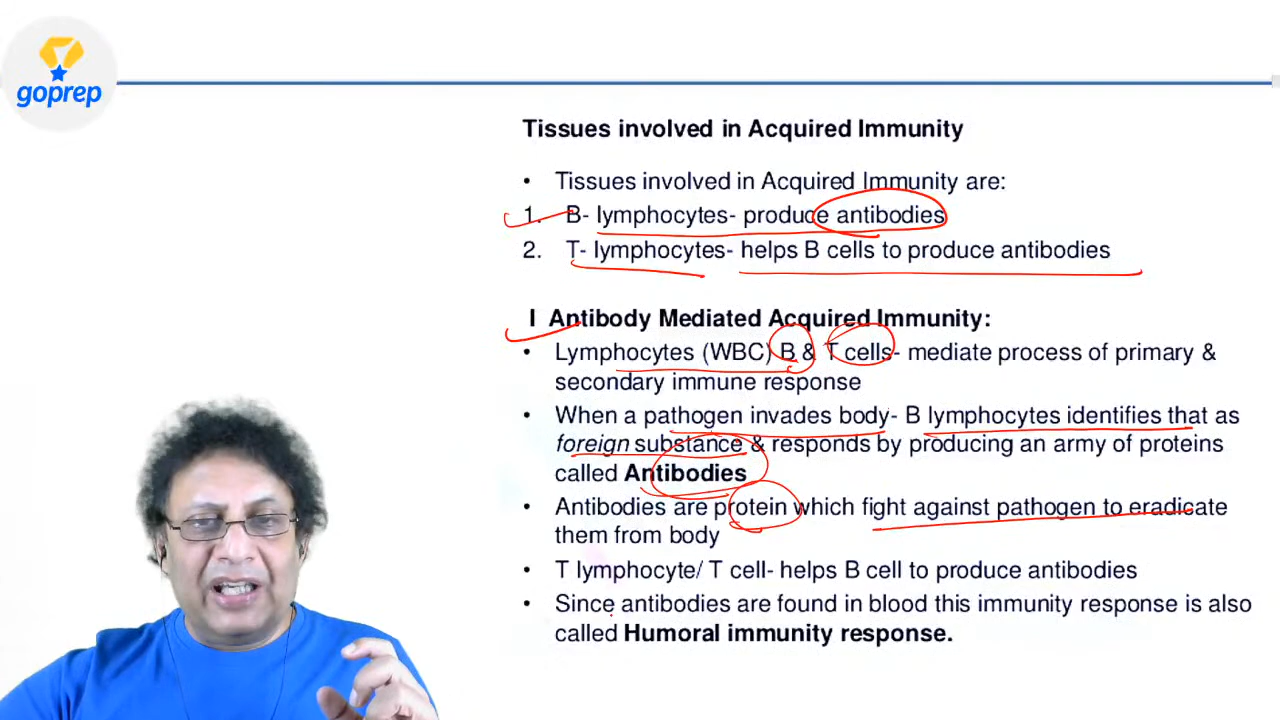 goprep
Tissues involved in Acquired Immunity
• Tissues involved in Acquired Immunity are:
1. B- lymphocytes- produce antibodies
2. T- lymphocytes- helps B cells to produce antibodies
I Antibody Mediated Acquired Immunity:
• Lymphocytes (WBC) B & T cells- mediate process of primary &
secondary immune response
• When a pathogen invades body- B lymphocytes identifies that as
foreign substance & responds by producing an army of proteins
called Antibodies
• Antibodies are protein which fight against pathogen to eradicate
them from body
• T lymphocyte/ T cell- helps B cell to produce antibodies
• Since antibodies are found in blood this immunity response is also
called Humoral immunity response.